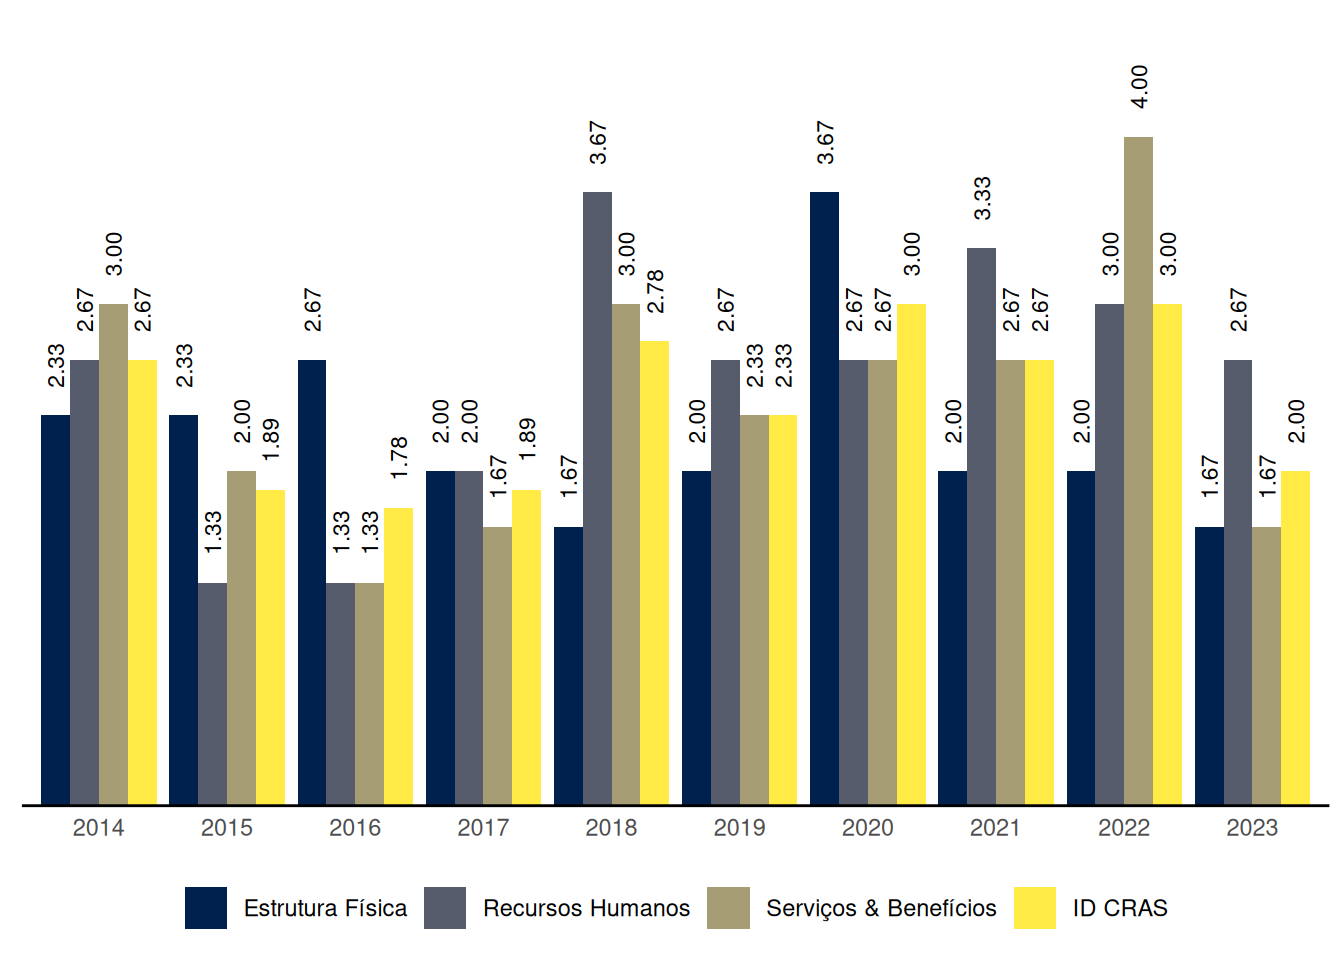 2.33 2.67 3.00 2.67
2.33 1.33 2.00 1.89
2.67 1.33 1.33 1.78
2.00 2.00 1.67 1.89
1.67 3.67 3.00 2.78
2.00 2.67 2.33 2.33
3.67 2.67 2.67 3.00
2.00 3.33 2.67 2.67
2.00 3.00 4.00 3.00
1.67 2.67 1.67 2.00
2014 2015 2016 2017 2018 2019 2020 2021 2022 2023
Estrutura Física Recursos Humanos Serviços & Benefícios ID CRAS